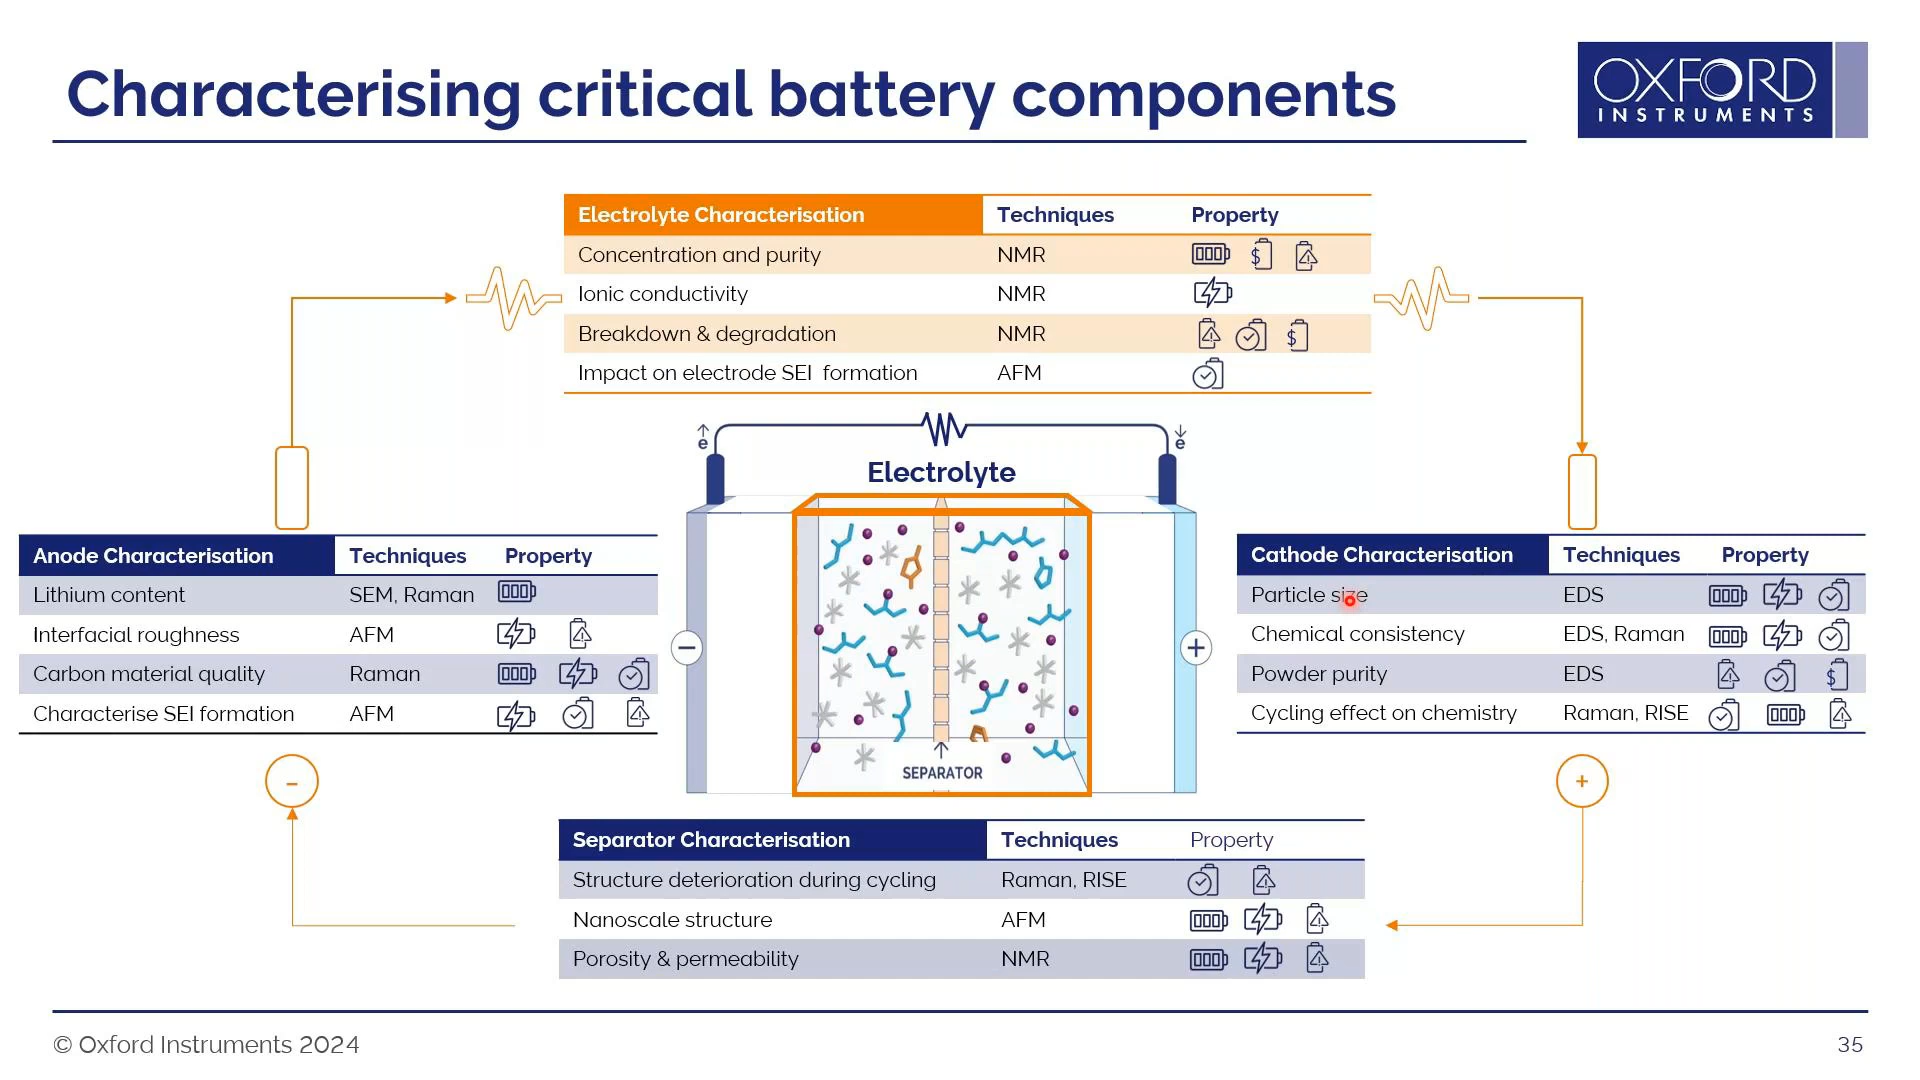 Characterising critical battery components
OXFORD
INSTRUMENTS
Electrolyte Characterisation Techniques Property
Concentration and purity NMR $
Ionic conductivity NMR
Breakdown & degradation NMR $
Impact on electrode SEI formation AFM
e e
Electrolyte
Anode Characterisation Techniques Property
Lithium content SEM, Raman
Interfacial roughness AFM
Carbon material quality Raman
Characterise SEI formation AFM
− +
SEPARATOR
Cathode Characterisation Techniques Property
Particle size EDS
Chemical consistency EDS, Raman
Powder purity EDS $
Cycling effect on chemistry Raman, RISE
- +
Separator Characterisation Techniques Property
Structure deterioration during cycling Raman, RISE
Nanoscale structure AFM
Porosity & permeability NMR
© Oxford Instruments 2024
35